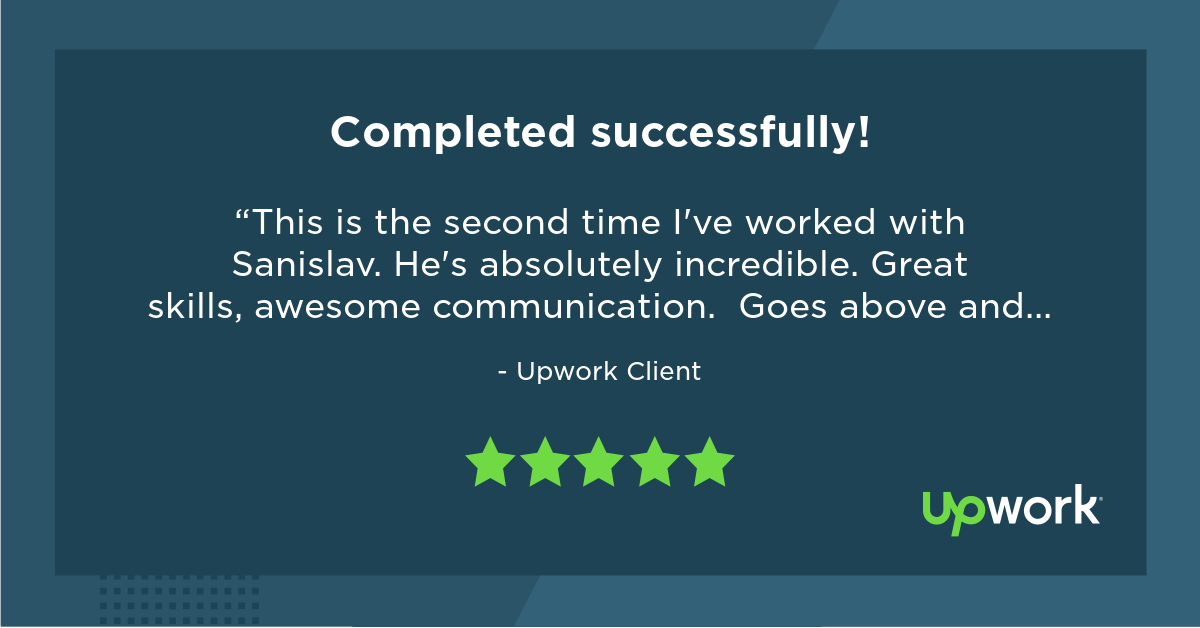 Completed successfully!
“This is the second time I've worked with
Sanislav. He's absolutely incredible. Great
skills, awesome communication.  Goes above and...
- Upwork Client
upwork